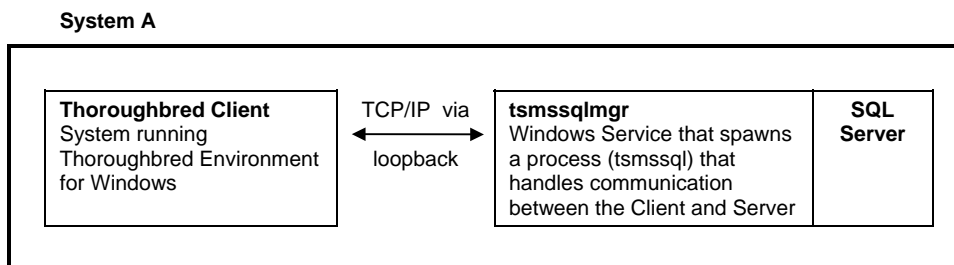 System A
Thoroughbred Client
System running
Thoroughbred Environment
for Windows
TCP/IP via
loopback
tsmssqlmgr
Windows Service that spawns
a process (tsmssql) that
handles communication
between the Client and Server
SQL
Server